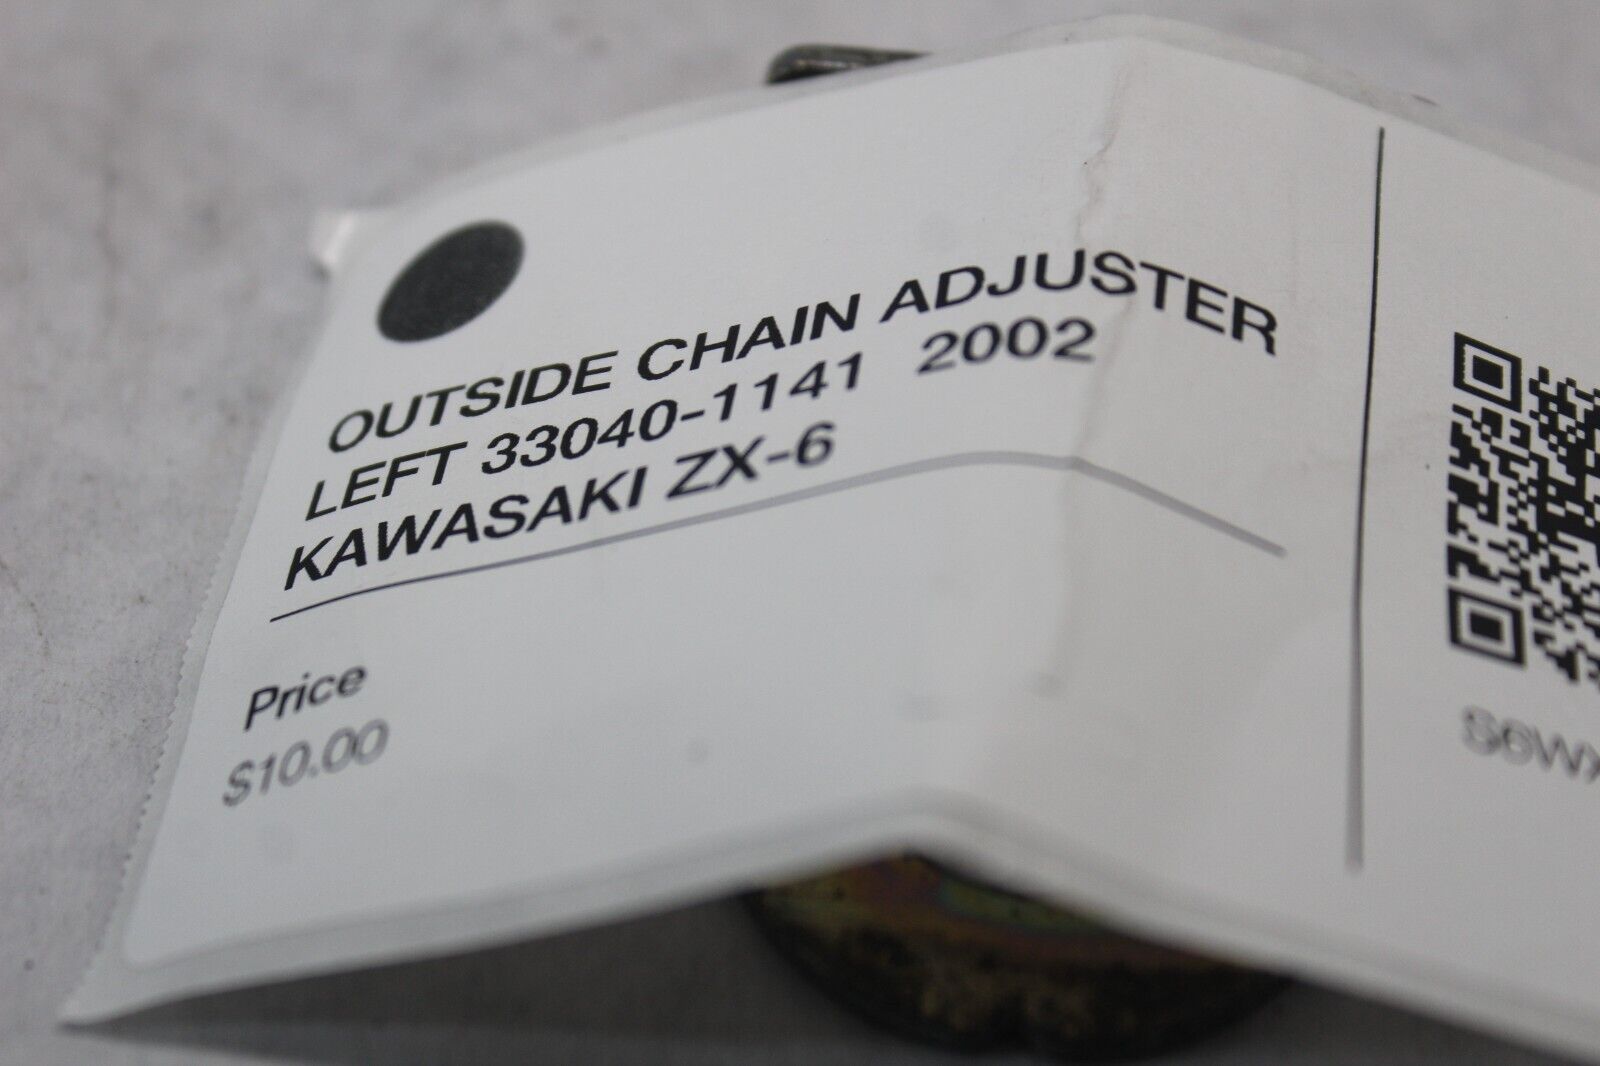 OUTSIDE CHAIN ADJUSTER
LEFT 33040-1141 2002
KAWASAKI ZX-6
Price
$10.00